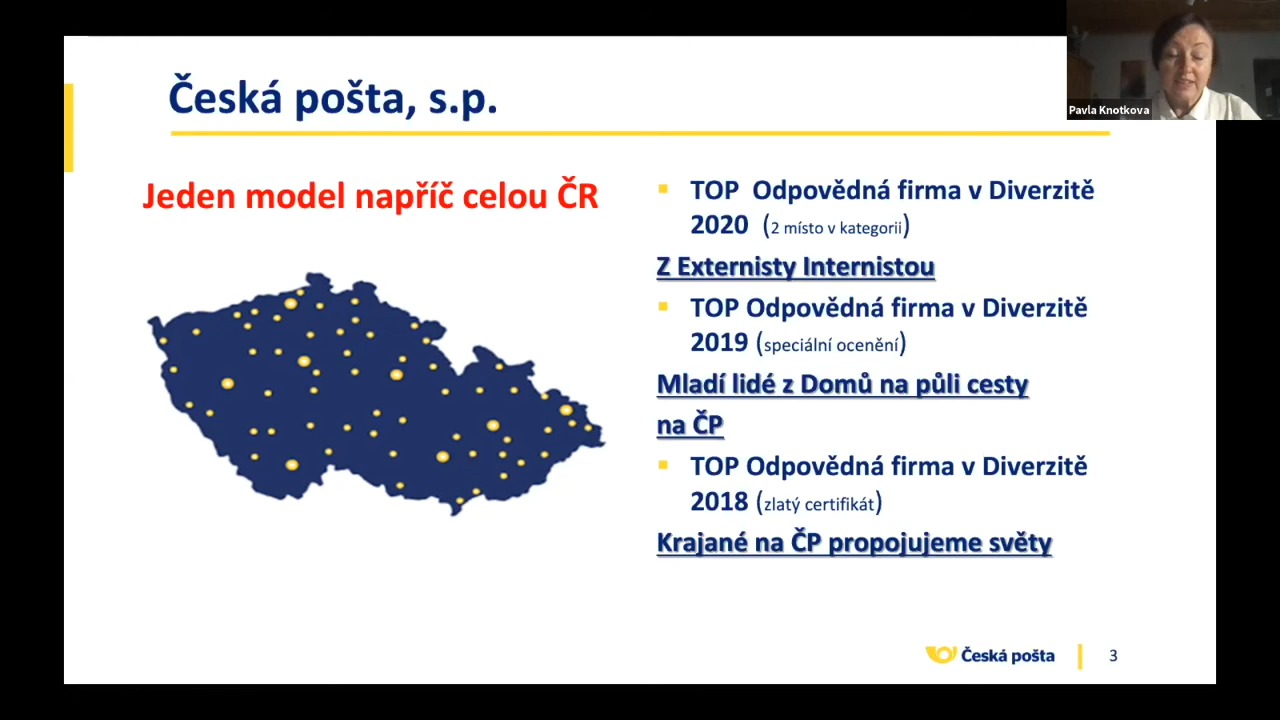 Česká pošta, s.p.
Pavla Knotkova
Jeden model napříč celou ČR
TOP Odpovědná firma v Diverzitě
2020 (2 místo v kategorii)
Z Externisty Internistou
TOP Odpovědná firma v Diverzitě
2019 (speciální ocenění)
Mladí lidé z Domů na půli cesty
na ČP
TOP Odpovědná firma v Diverzitě
2018 (zlatý certifikát)
Krajané na ČP propojujeme světy
Česká pošta
3